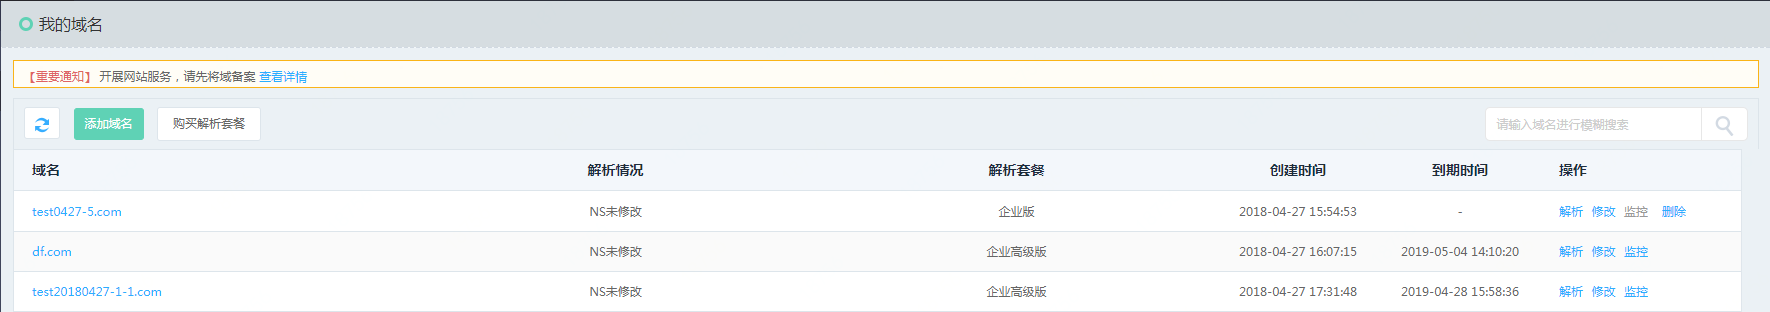 我的域名
【重要通知】 开展网站服务，请先将域备案 查看详情
添加域名 购买解析套餐 请输入域名进行模糊搜索
域名 解析情况 解析套餐 创建时间 到期时间 操作
test0427-5.com NS未修改 企业版 2018-04-27 15:54:53 - 解析 修改 监控 删除
df.com NS未修改 企业高级版 2018-04-27 16:07:15 2019-05-04 14:10:20 解析 修改 监控
test20180427-1-1.com NS未修改 企业高级版 2018-04-27 17:31:48 2019-04-28 15:58:36 解析 修改 监控